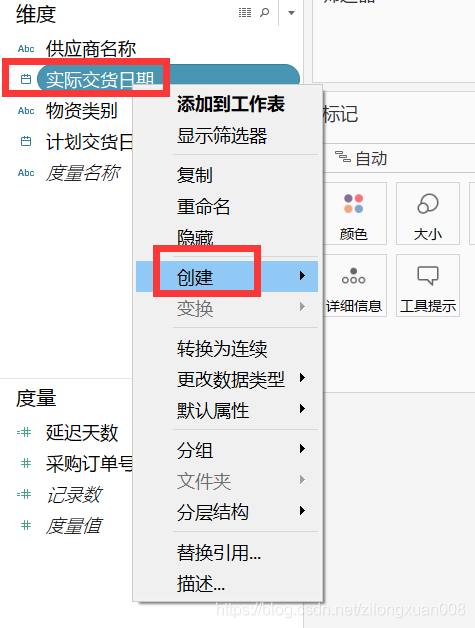 筛选器
维度
Abc 供应商名称
实际交货日期
Abc 物资类别
计划交货日
Abc 度量名称
添加到工作表
显示筛选器
复制
重命名
隐藏
创建
变换
转换为连续
更改数据类型
默认属性
分组
文件夹
分层结构
替换引用...
描述...
标记
自动
颜色
大小
详细信息
工具提示
度量
延迟天数
采购订单号
记录数
度量值
https://blog.csdn.net/zilongxuan008